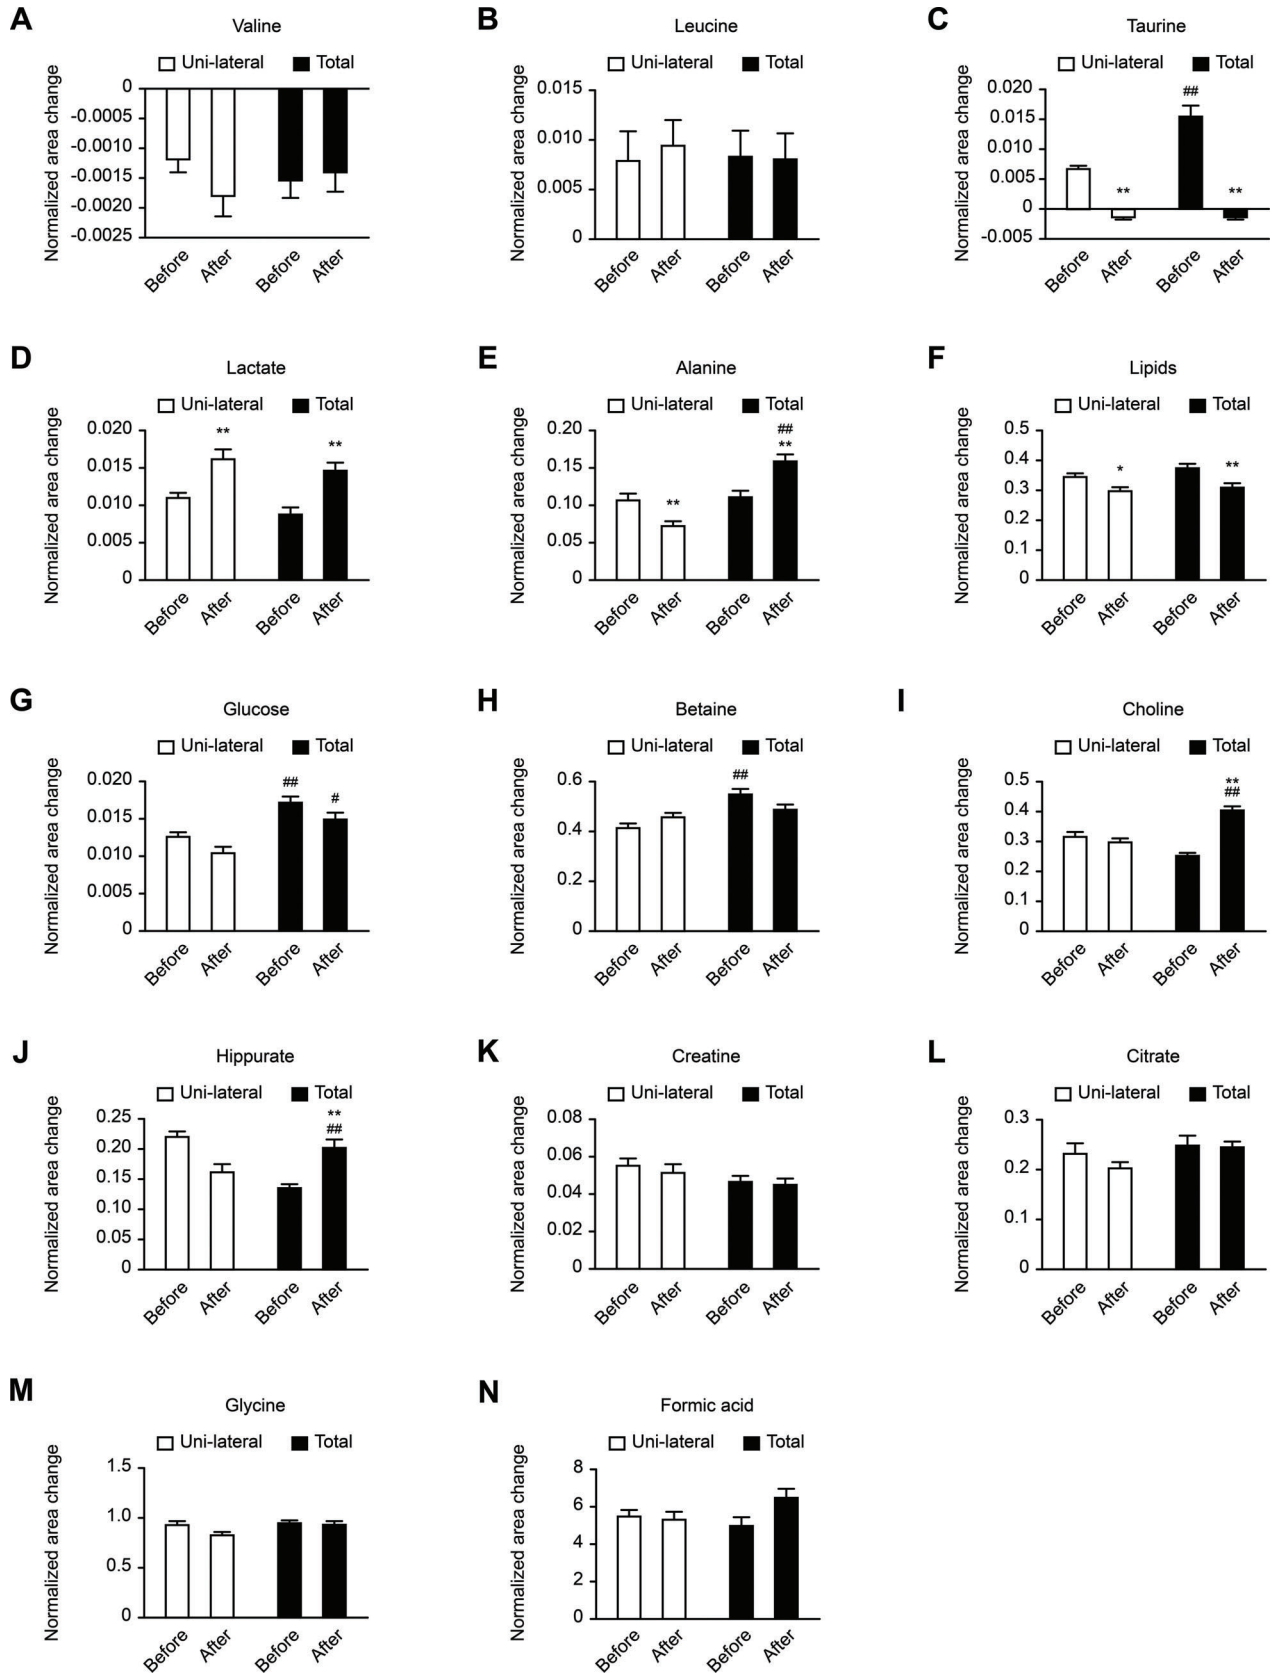 A
Valine
Uni-lateral Total
Normalized area change
0
-0.0005
-0.0010
-0.0015
-0.0020
-0.0025
Before After Before After
B
Leucine
Uni-lateral Total
Normalized area change
0.015
0.010
0.005
0
Before After Before After
C
Taurine
Uni-lateral Total
Normalized area change
0.020
0.015
0.010
0.005
0
-0.005
##
** **
Before After Before After
D
Lactate
Uni-lateral Total
Normalized area change
0.020
0.015
0.010
0.005
0
** **
Before After Before After
E
Alanine
Uni-lateral Total
Normalized area change
0.20
0.15
0.10
0.05
0
##
**
**
Before After Before After
F
Lipids
Uni-lateral Total
Normalized area change
0.5
0.4
0.3
0.2
0.1
0
* **
Before After Before After
G
Glucose
Uni-lateral Total
Normalized area change
0.020
0.015
0.010
0.005
0
## #
Before After Before After
H
Betaine
Uni-lateral Total
Normalized area change
0.6
0.4
0.2
0
##
Before After Before After
I
Choline
Uni-lateral Total
Normalized area change
0.5
0.4
0.3
0.2
0.1
0
**
##
Before After Before After
J
Hippurate
Uni-lateral Total
Normalized area change
0.25
0.20
0.15
0.10
0.05
0
**
##
Before After Before After
K
Creatine
Uni-lateral Total
Normalized area change
0.08
0.06
0.04
0.02
0
Before After Before After
L
Citrate
Uni-lateral Total
Normalized area change
0.3
0.2
0.1
0
Before After Before After
M
Glycine
Uni-lateral Total
Normalized area change
1.5
1.0
0.5
0
Before After Before After
N
Formic acid
Uni-lateral Total
Normalized area change
8
6
4
2
0
Before After Before After